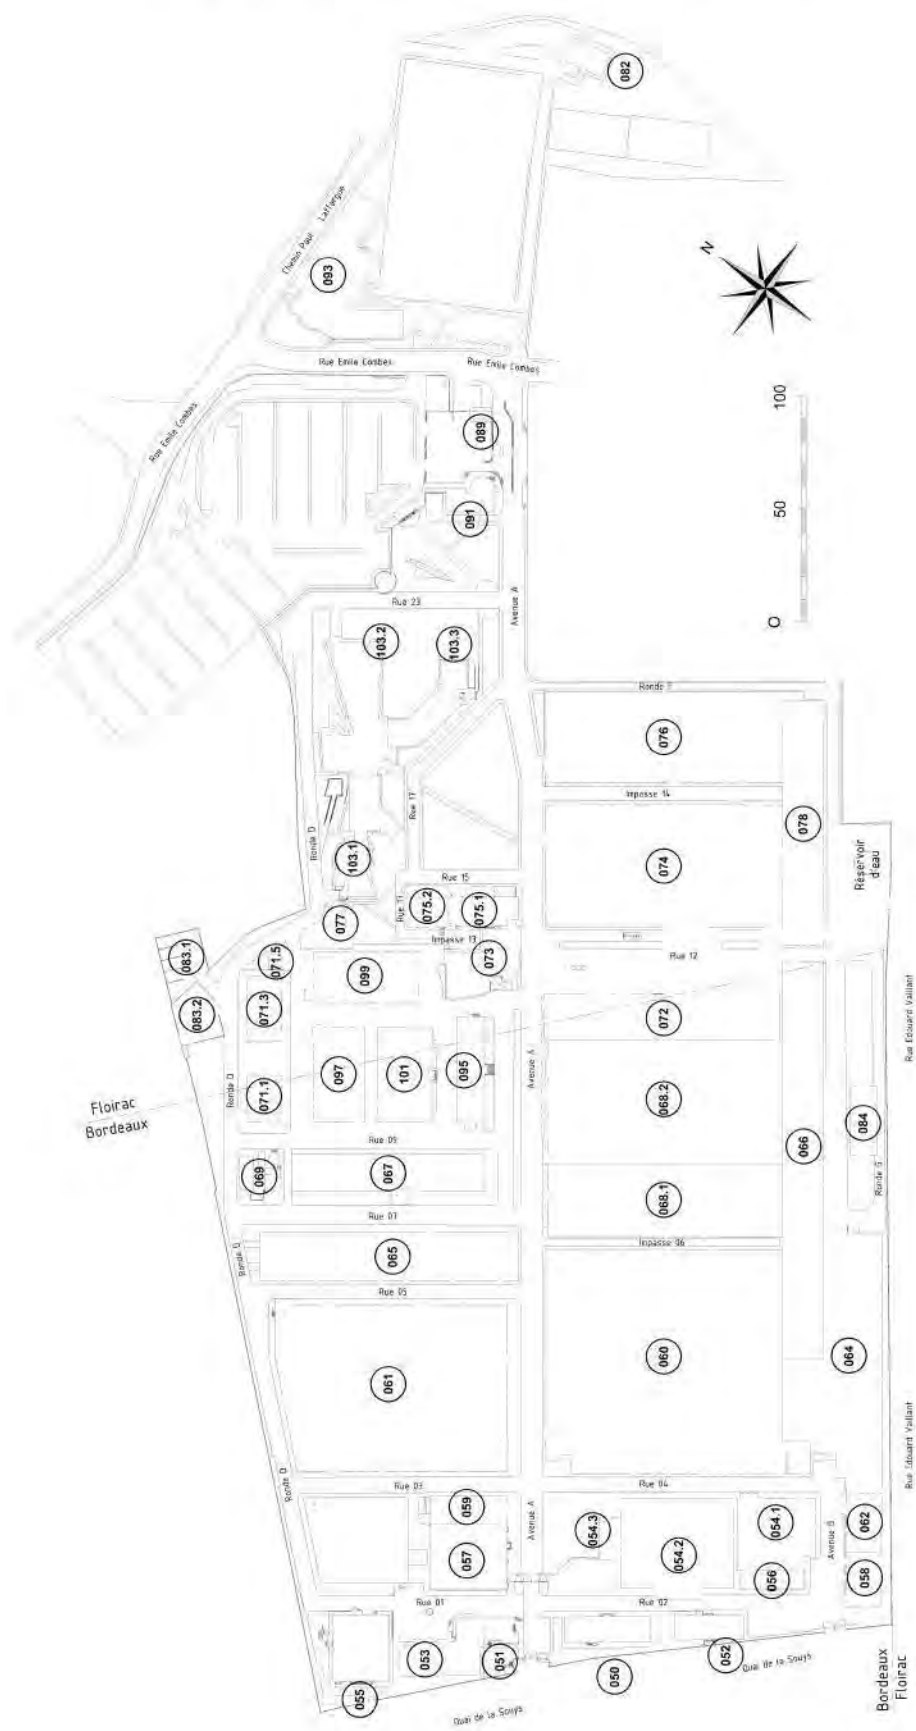 082
Chemin Paul Laffargue
093
N
Rue Emile Combes
Rue Emile Combes
Rue Emile Combes
089
100
091
50
Rue 23
Avenue A
0
103.2
103.3
Ronde
076
Impasse 14
Rue 17
078
Ronde D
103.1
074
Réservoir
d'eau
Rue 15
075.2
075.1
Rue 11
077
Impasse 13
083.1
073
Rue 12
071.5
099
083.2
071.3
072
Rue Edouard Vaillant
097
101
095
Avenue A
068.2
Ronde D
071.1
Floirac
Bordeaux
084
066
Rue 09
069
067
068.1
Ronde G
Rue 07
Impasse 06
Ronde D
065
Rue 05
061
060
064
Rue Edouard Vaillant
Ronde D
Rue 03
Rue 04
059
054.3
054.1
062
Avenue A
Avenue B
057
054.2
056
058
Rue 01
Rue 02
053
051
052
050
055
Quai de la Souys
Quai de la Souys
Bordeaux
Floirac